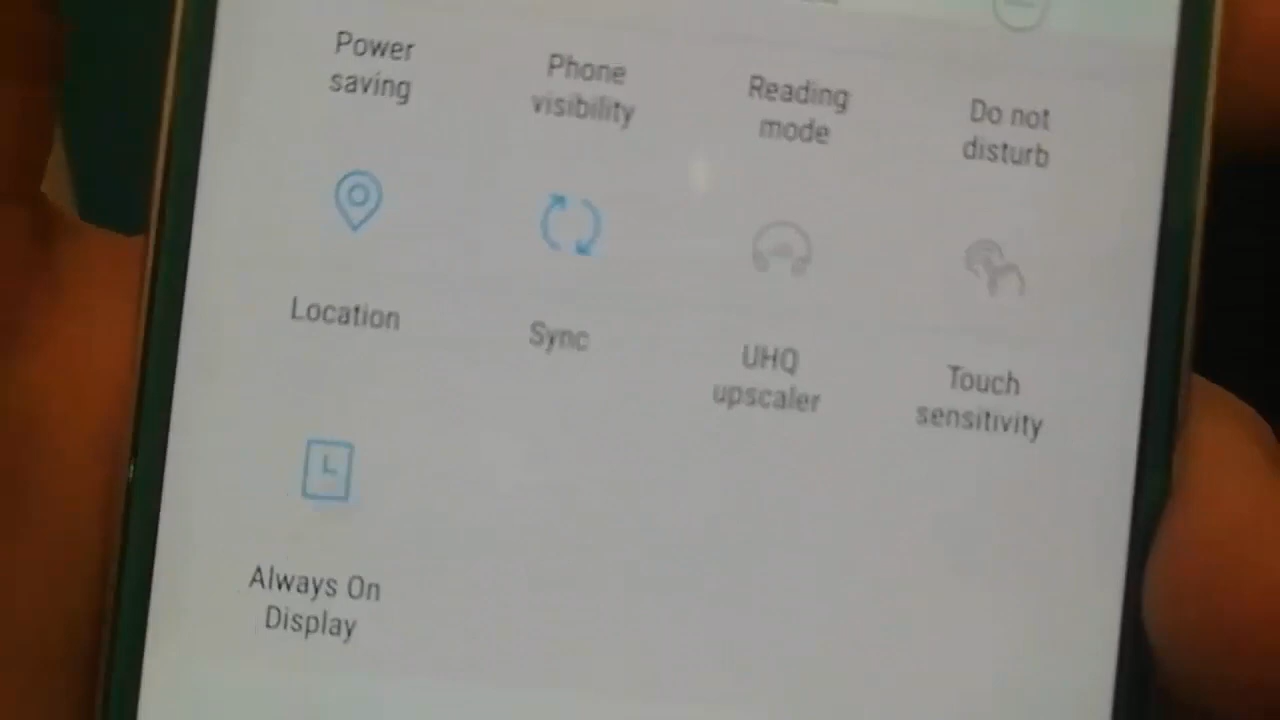 Power
saving
Phone
visibility
Reading
mode
Do not
disturb
Location
Sync
UHQ
upscaler
Touch
sensitivity
Always On
Display